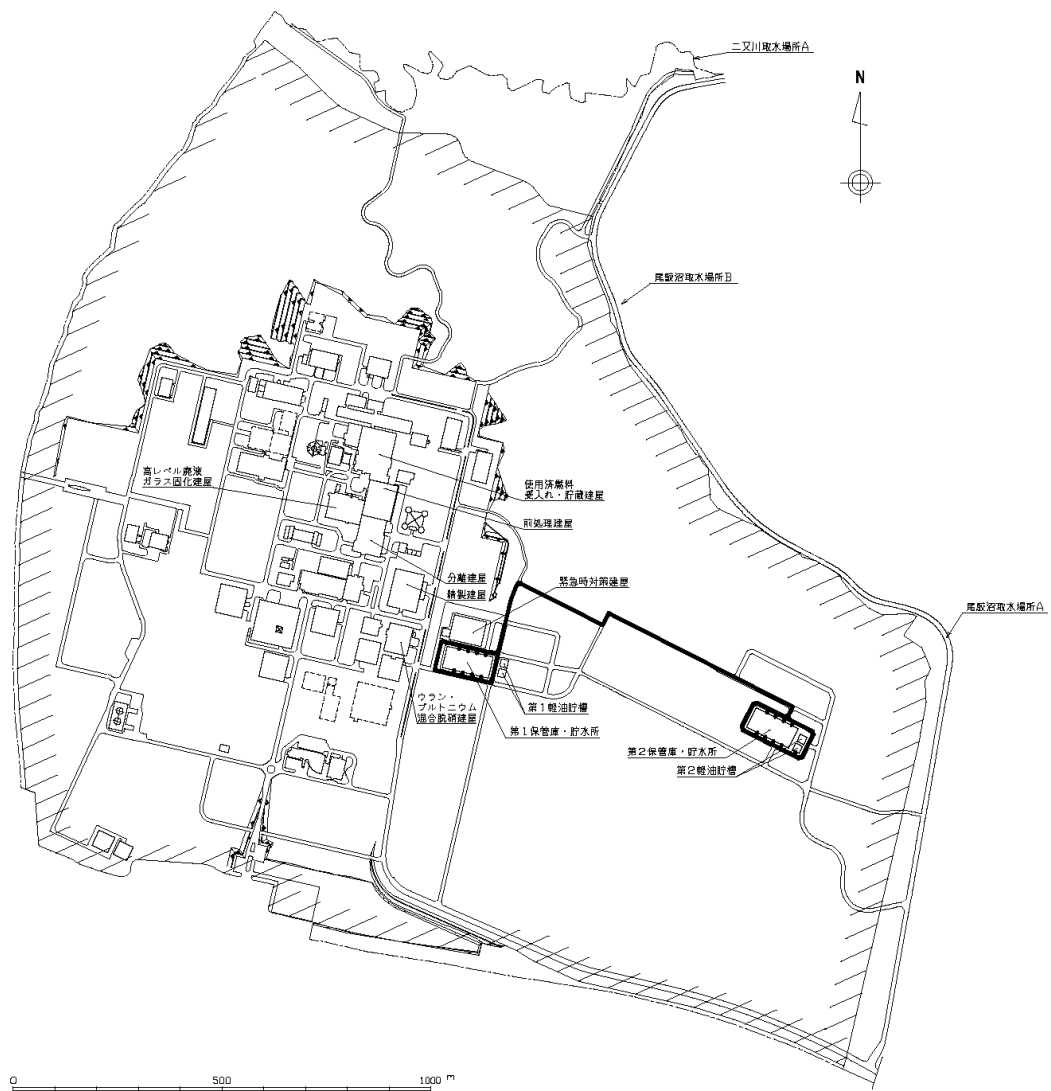 二又川取水場所A
N
尾駮沼取水場所B
高レベル廃液
ガラス固化建屋
使用済燃料
受入れ・貯蔵建屋
前処理建屋
分離建屋
精製建屋
緊急時対策建屋
尾駮沼取水場所A
ウラン・
プルトニウム
混合脱硝建屋
第1軽油貯槽
第1保管庫・貯水所
第2保管庫・貯水所
第2軽油貯槽
0 500 1000 m